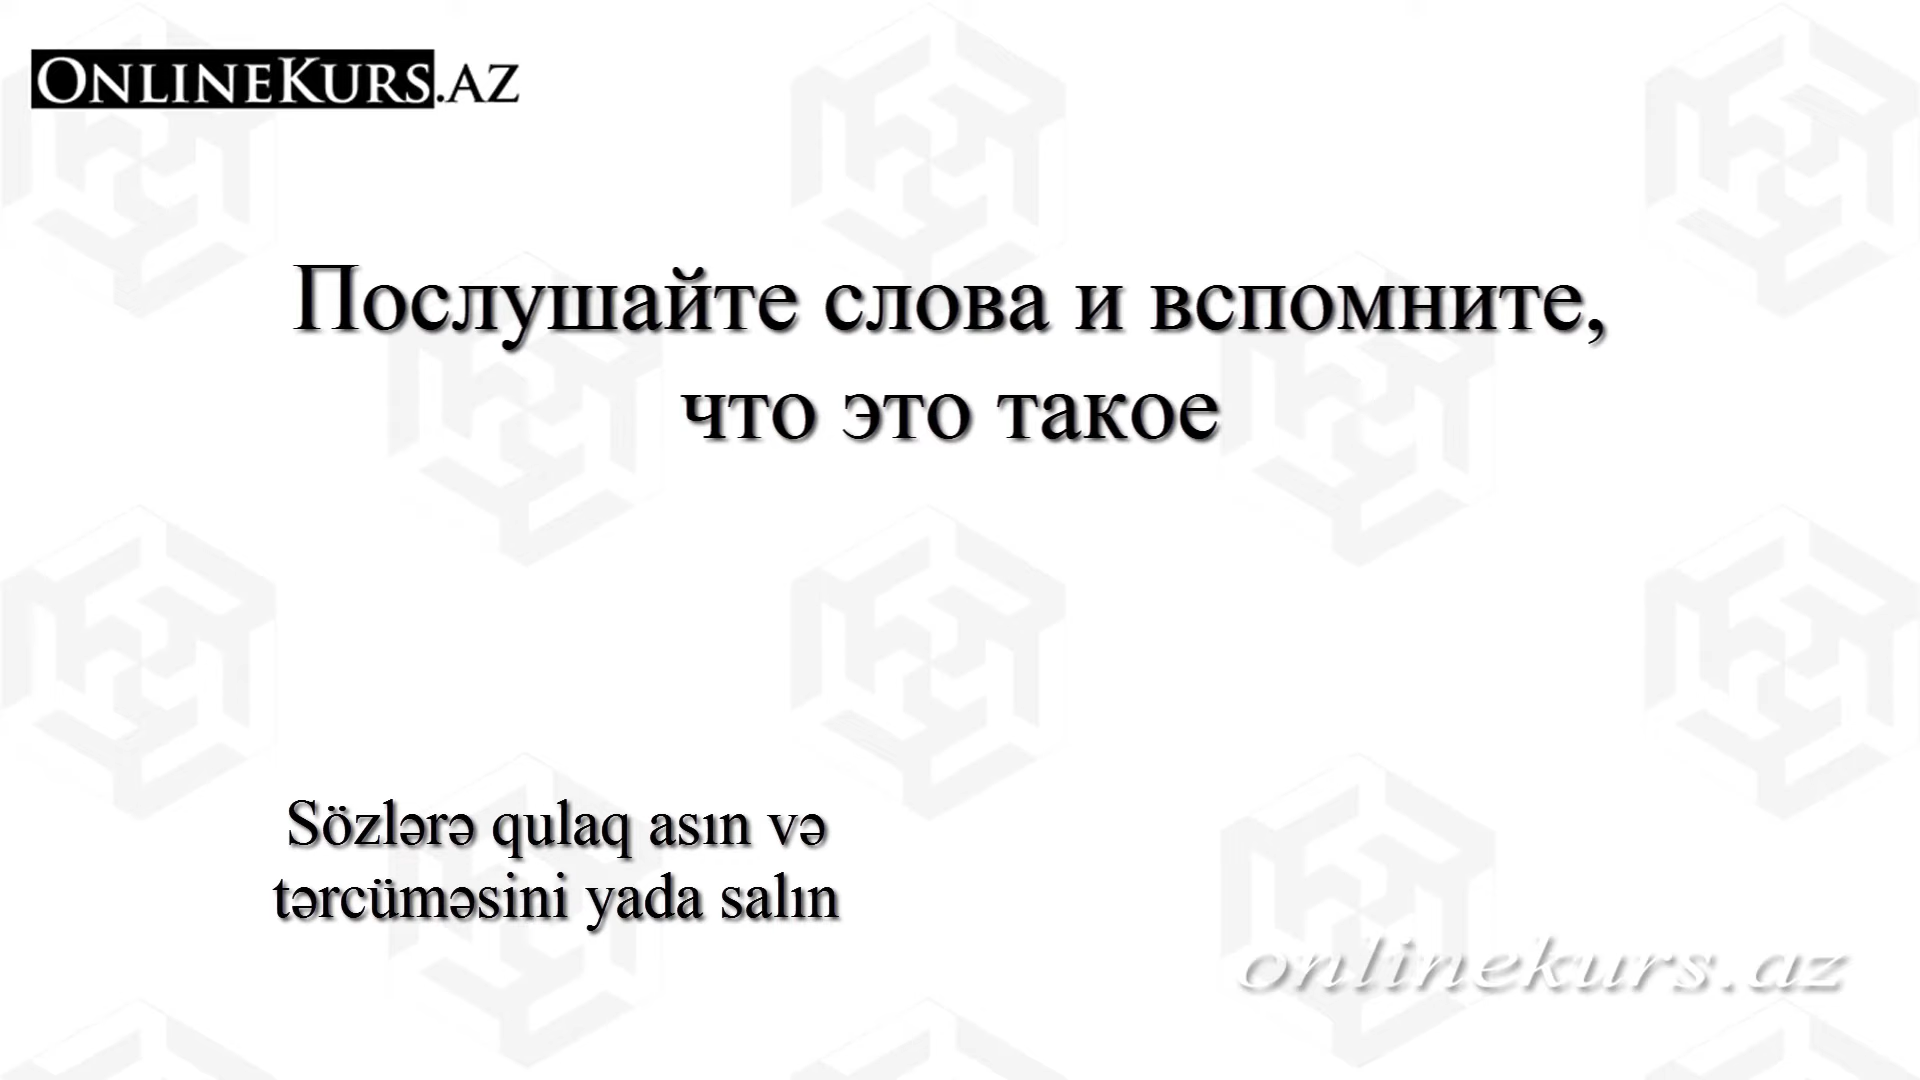 ONLINEKURS.AZ
Послушайте слова и вспомните,
что это такое
Sözlərə qulaq asın və
tərcüməsini yada salın
onlinekurs.az